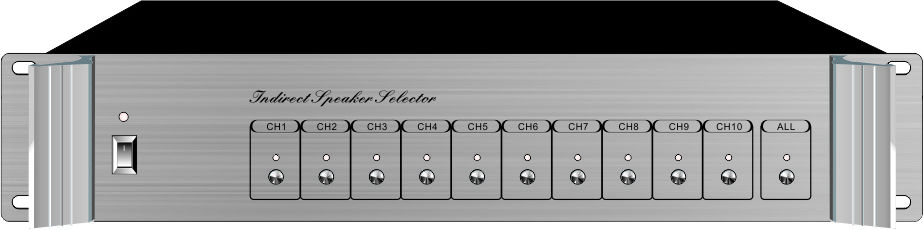 Indirect Speaker Selector
CH1 CH2 CH3 CH4 CH5 CH6 CH7 CH8 CH9 CH10 ALL